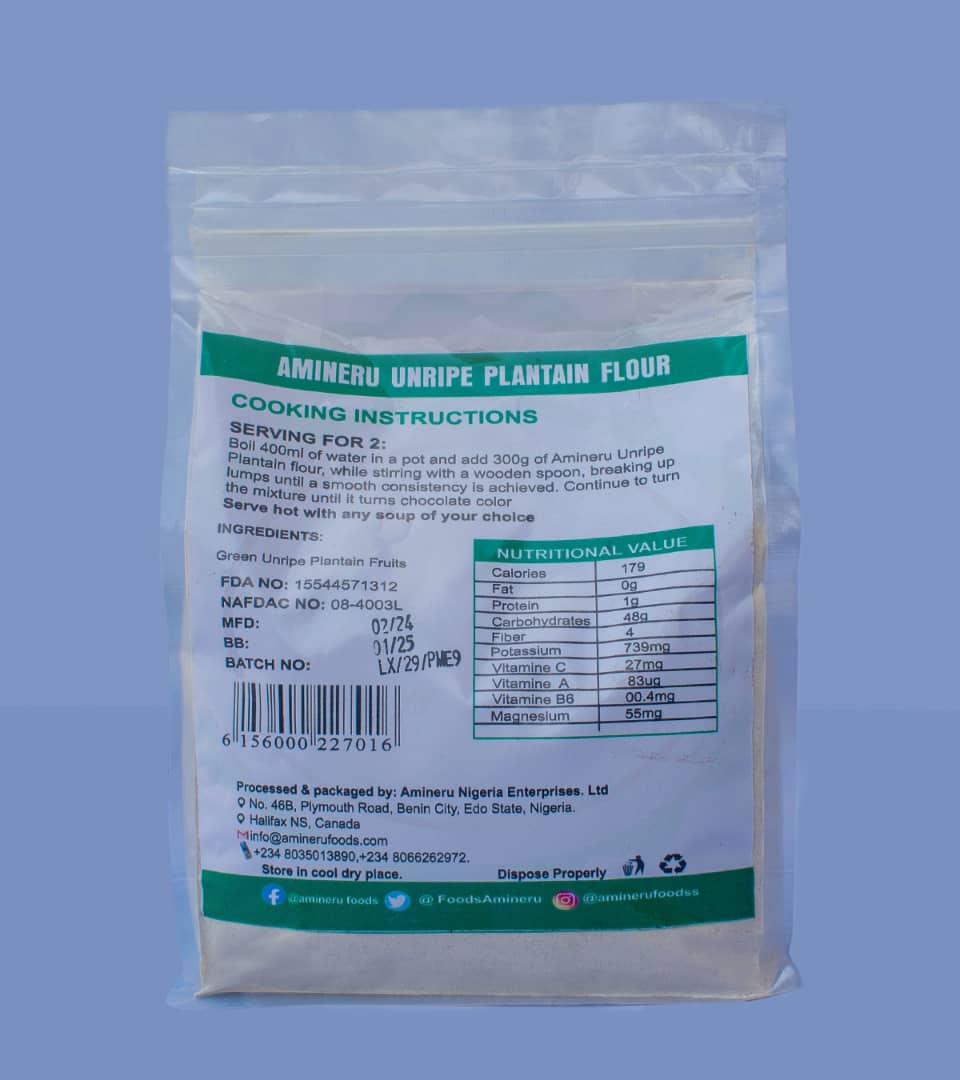 AMINERU UNRIPE PLANTAIN FLOUR
COOKING INSTRUCTIONS
SERVING FOR 2:
Boil 400ml of water in a pot and add 300g of Amineru Unripe
Plantain flour, while stirring with a wooden spoon, breaking up
lumps until a smooth consistency is achieved. Continue to turn
the mixture until it turns chocolate color
Serve hot with any soup of your choice
INGREDIENTS:
Green Unripe Plantain Fruits
FDA NO: 15544571312
NAFDAC NO: 08-4003L
MFD: 02/24
BB: 01/25
BATCH NO: LX/29/PWE9
6 156000 227016
NUTRITIONAL VALUE
Calories 179
Fat 0g
Protein 1g
Carbohydrates 48g
Fiber 4
Potassium 739mg
Vitamine C 27mg
Vitamine A 83ug
Vitamine B6 00.4mg
Magnesium 55mg
Processed & packaged by: Amineru Nigeria Enterprises. Ltd
No. 46B, Plymouth Road, Benin City, Edo State, Nigeria.
Halifax NS, Canada
info@aminerufoods.com
+234 8035013890,+234 8066262972.
Store in cool dry place. Dispose Properly
@amineru foods @FoodsAmineru @aminerufoodss